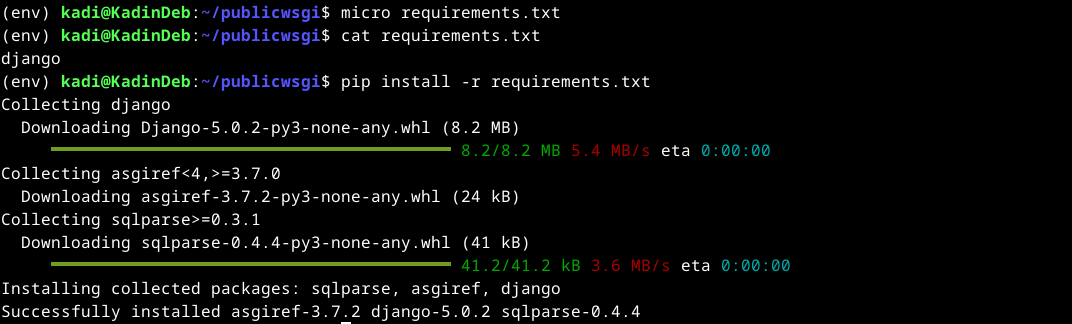 (env) kadi@KadinDeb:~/publicwsgi$ micro requirements.txt
(env) kadi@KadinDeb:~/publicwsgi$ cat requirements.txt
django
(env) kadi@KadinDeb:~/publicwsgi$ pip install -r requirements.txt
Collecting django
  Downloading Django-5.0.2-py3-none-any.whl (8.2 MB)
8.2/8.2 MB 5.4 MB/s eta 0:00:00
Collecting asgiref<4,>=3.7.0
  Downloading asgiref-3.7.2-py3-none-any.whl (24 kB)
Collecting sqlparse>=0.3.1
  Downloading sqlparse-0.4.4-py3-none-any.whl (41 kB)
41.2/41.2 kB 3.6 MB/s eta 0:00:00
Installing collected packages: sqlparse, asgiref, django
Successfully installed asgiref-3.7.2 django-5.0.2 sqlparse-0.4.4